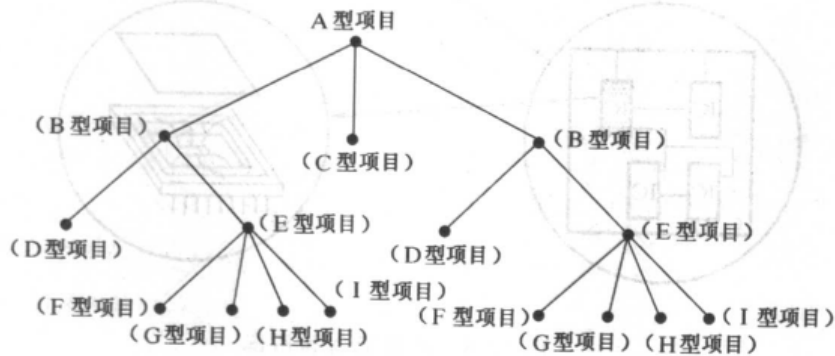 A 型项目
（B 型项目）
（C 型项目）
（B 型项目）
（D型项目）
（E 型项目）
（D型项目）
（E 型项目）
（F 型项目）
（G型项目）
（H型项目）
（I 型项目）
（F 型项目）
（G型项目）
（H型项目）
（I 型项目）